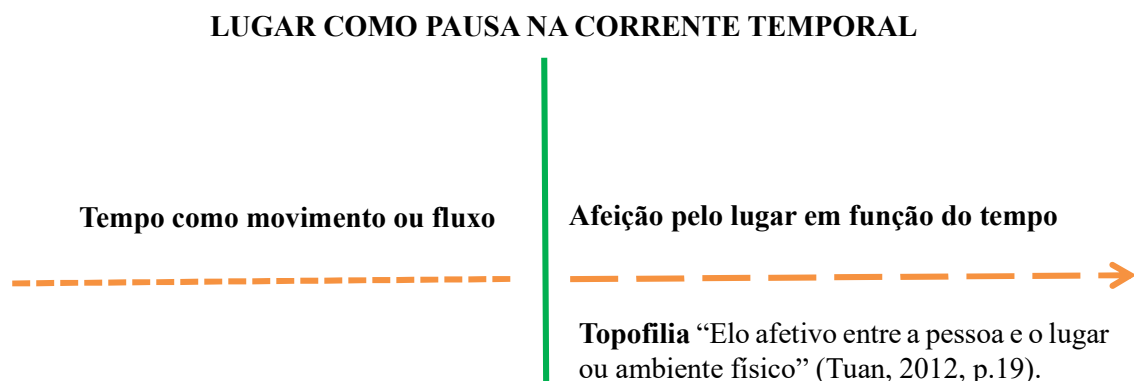 LUGAR COMO PAUSA NA CORRENTE TEMPORAL
Tempo como movimento ou fluxo
Afeição pelo lugar em função do tempo
Topofilia “Elo afetivo entre a pessoa e o lugar
ou ambiente físico” (Tuan, 2012, p.19).